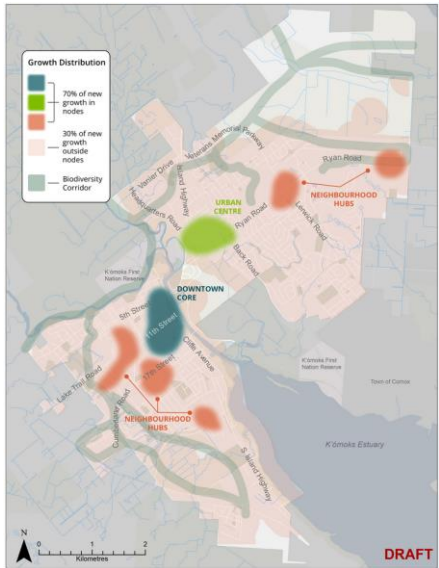 Growth Distribution
70% of new
growth in
nodes
30% of new
growth
outside
nodes
Biodiversity
Corridor
Veterans Memorial Parkway
Vanier Drive
Island Highway
Headquarters Road
Ryan Road
NEIGHBOURHOOD
HUBS
URBAN
CENTRE
Ryan Road
Lerwick Road
Back Road
K'ómoks First
Nation Reserve
DOWNTOWN
CORE
5th Street
11th Street
17th Street
Cliffe Avenue
Lake Trail Road
Cumberland Road
K'ómoks First
Nation Reserve
Town of Comox
NEIGHBOURHOOD
HUBS
K'ómoks Estuary
S Island Highway
N
0 1 2
Kilometres
DRAFT